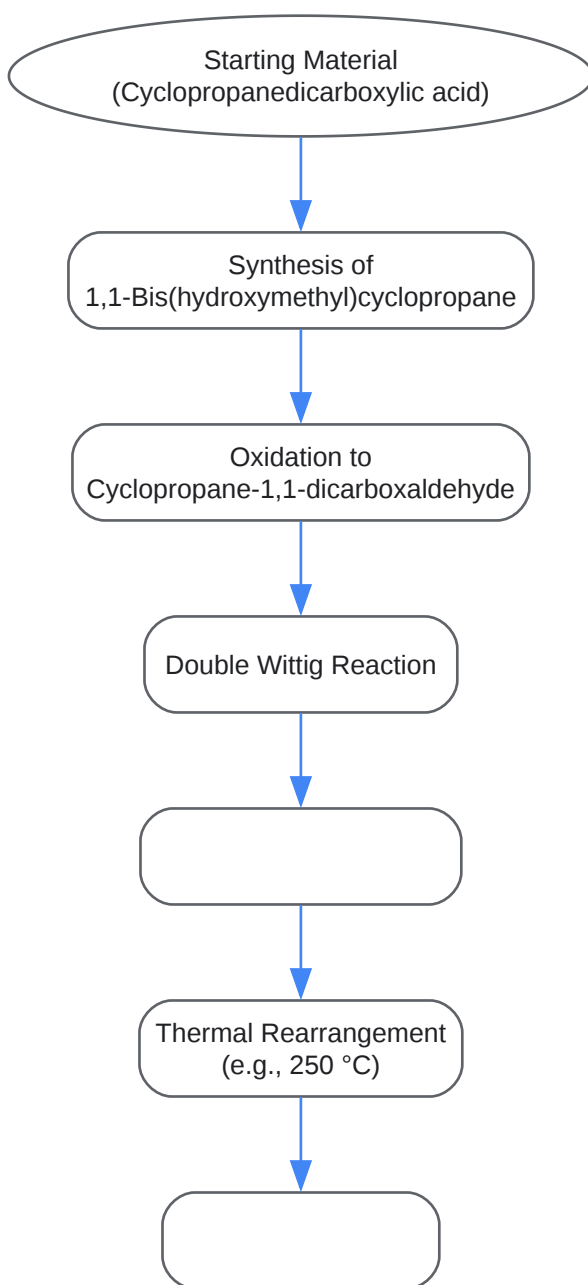 Starting Material
(Cyclopropanedicarboxylic acid)
Synthesis of
1,1-Bis(hydroxymethyl)cyclopropane
Oxidation to
Cyclopropane-1,1-dicarboxaldehyde
Double Wittig Reaction
Thermal Rearrangement
(e.g., 250 °C)